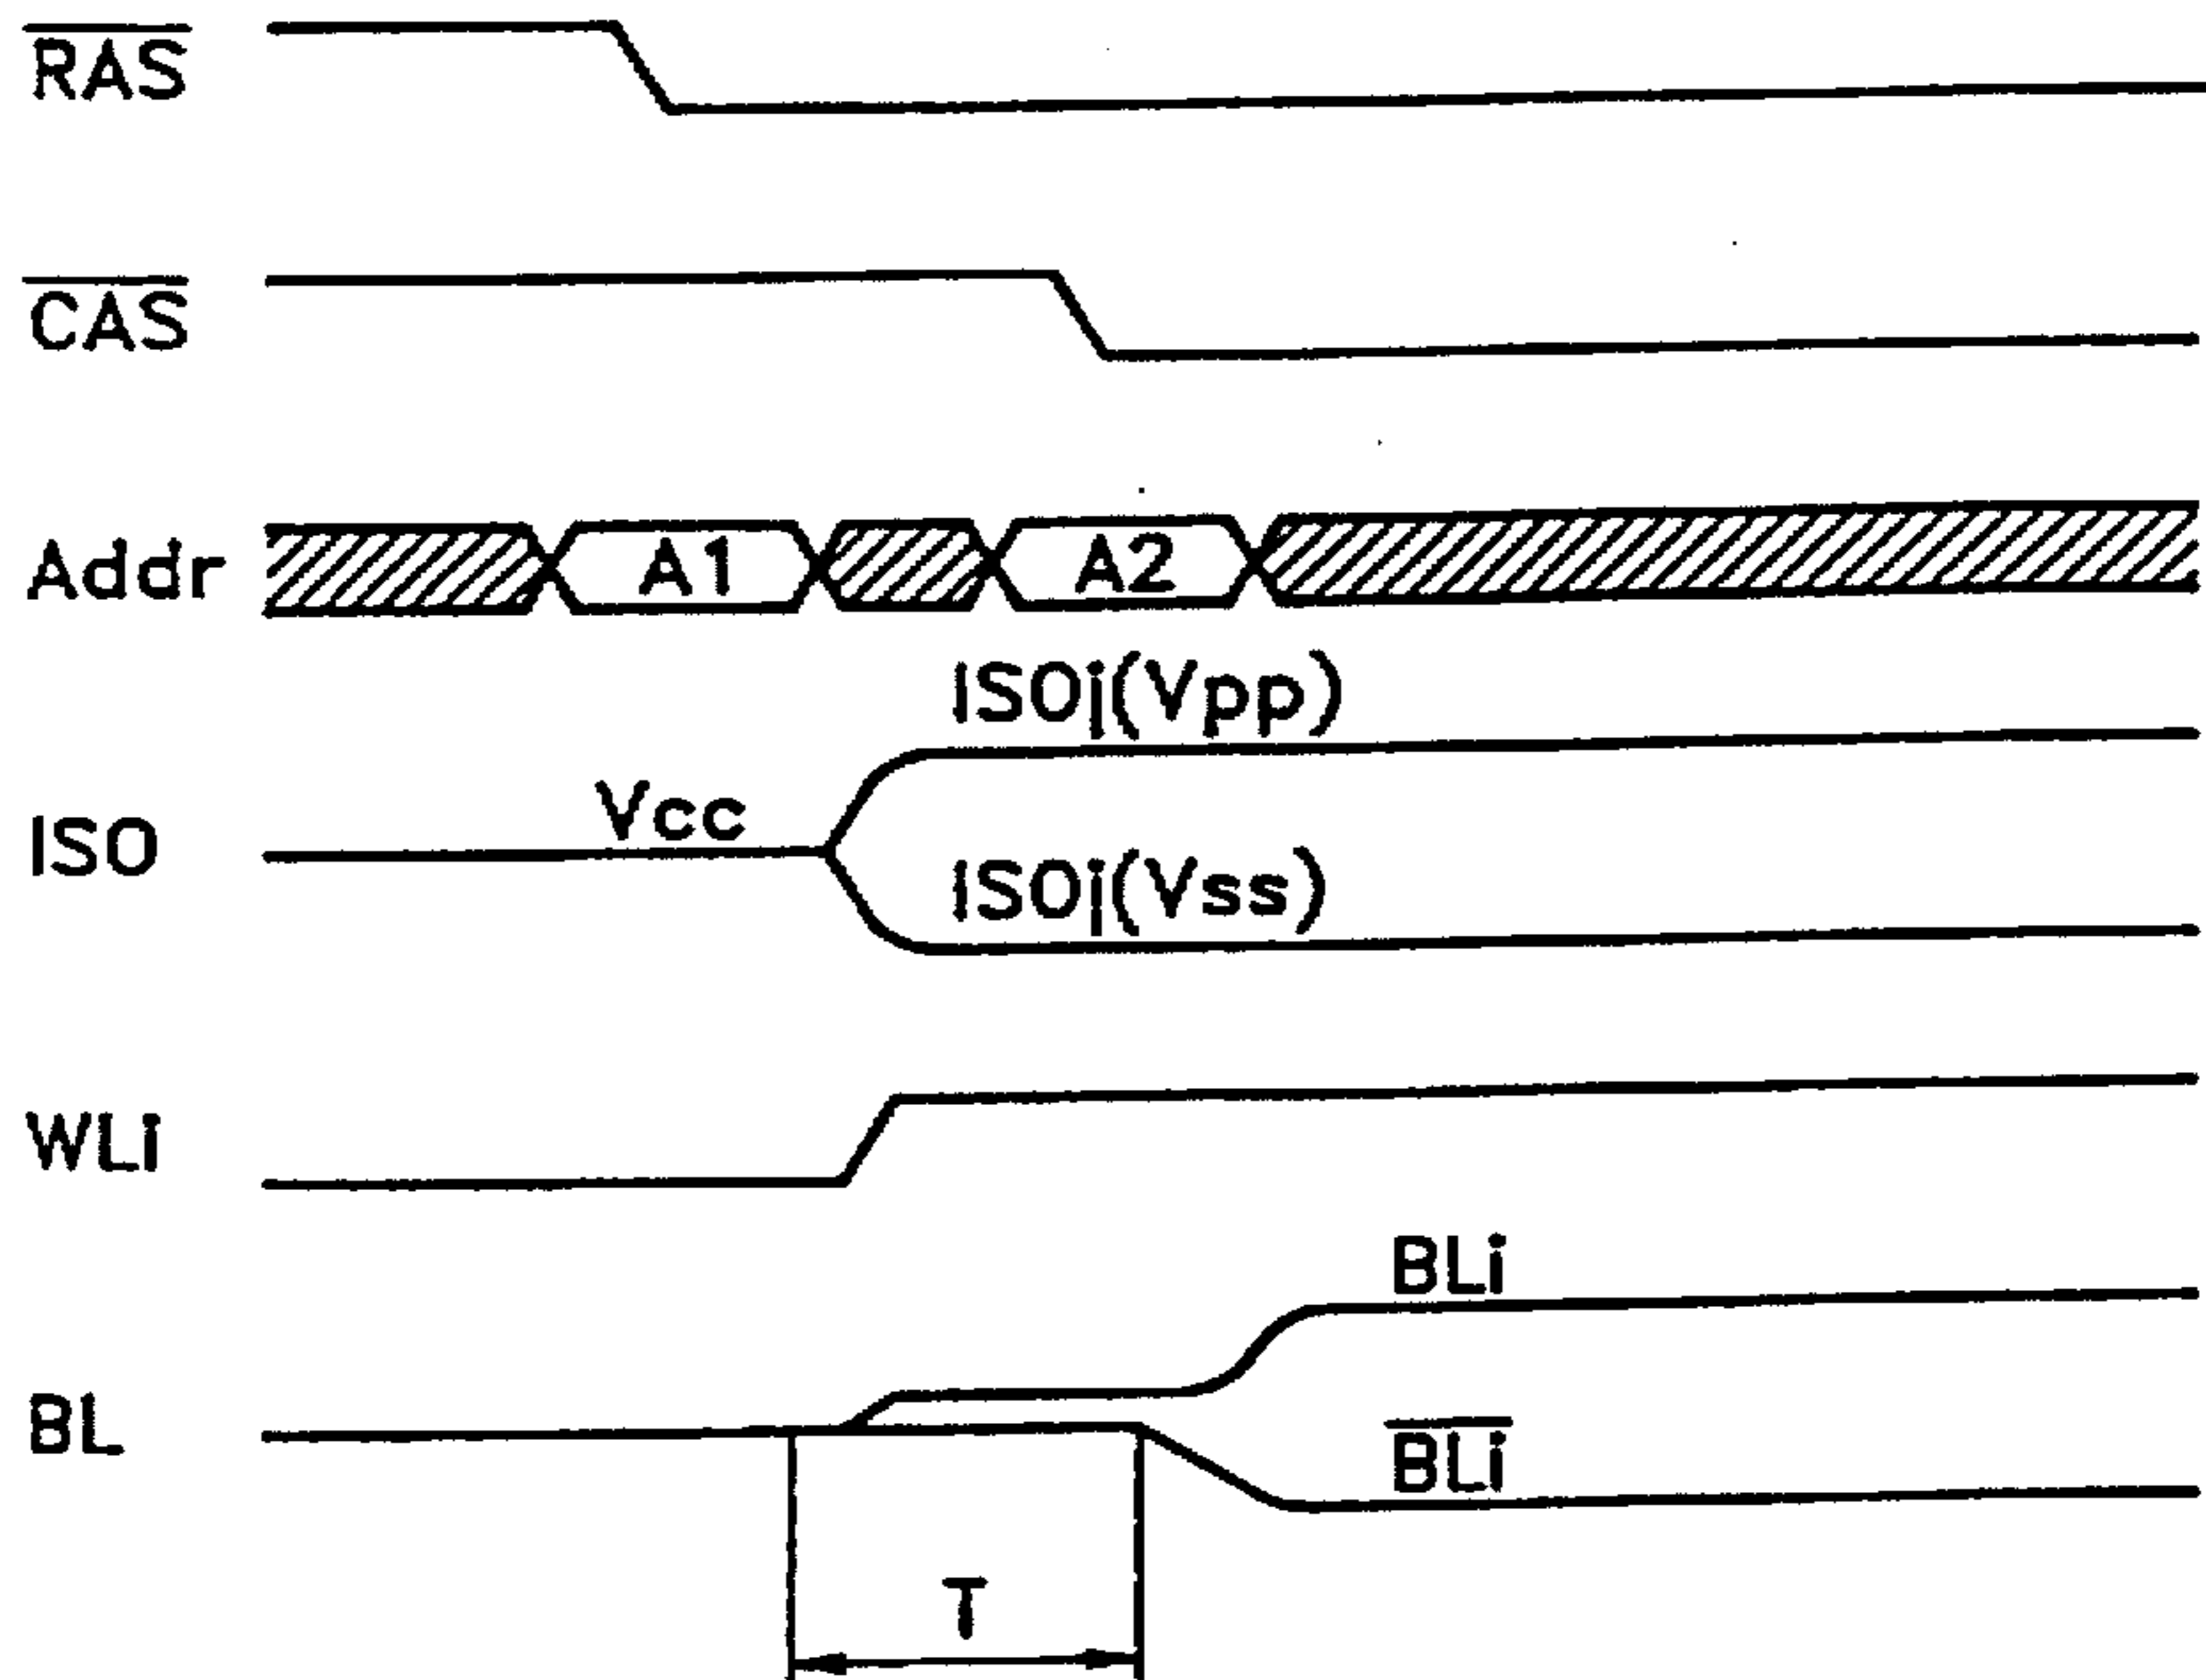 RAS
CAS
Addr
A1
A2
ISOj(Vpp)
Vcc
ISO
ISOj(Vss)
WLi
BLi
BL
BLi
T